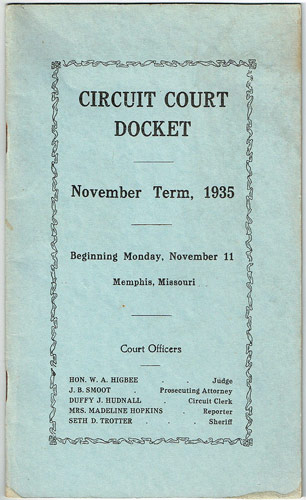 CIRCUIT COURT
DOCKET
November Term, 1935
Beginning Monday, November 11
Memphis, Missouri
Court Officers
HON. W. A. HIGBEE . Judge
J. B. SMOOT . Prosecuting Attorney
DUFFY J. HUDNALL . Circuit Clerk
MRS. MADELINE HOPKINS . Reporter
SETH D. TROTTER . . Sheriff